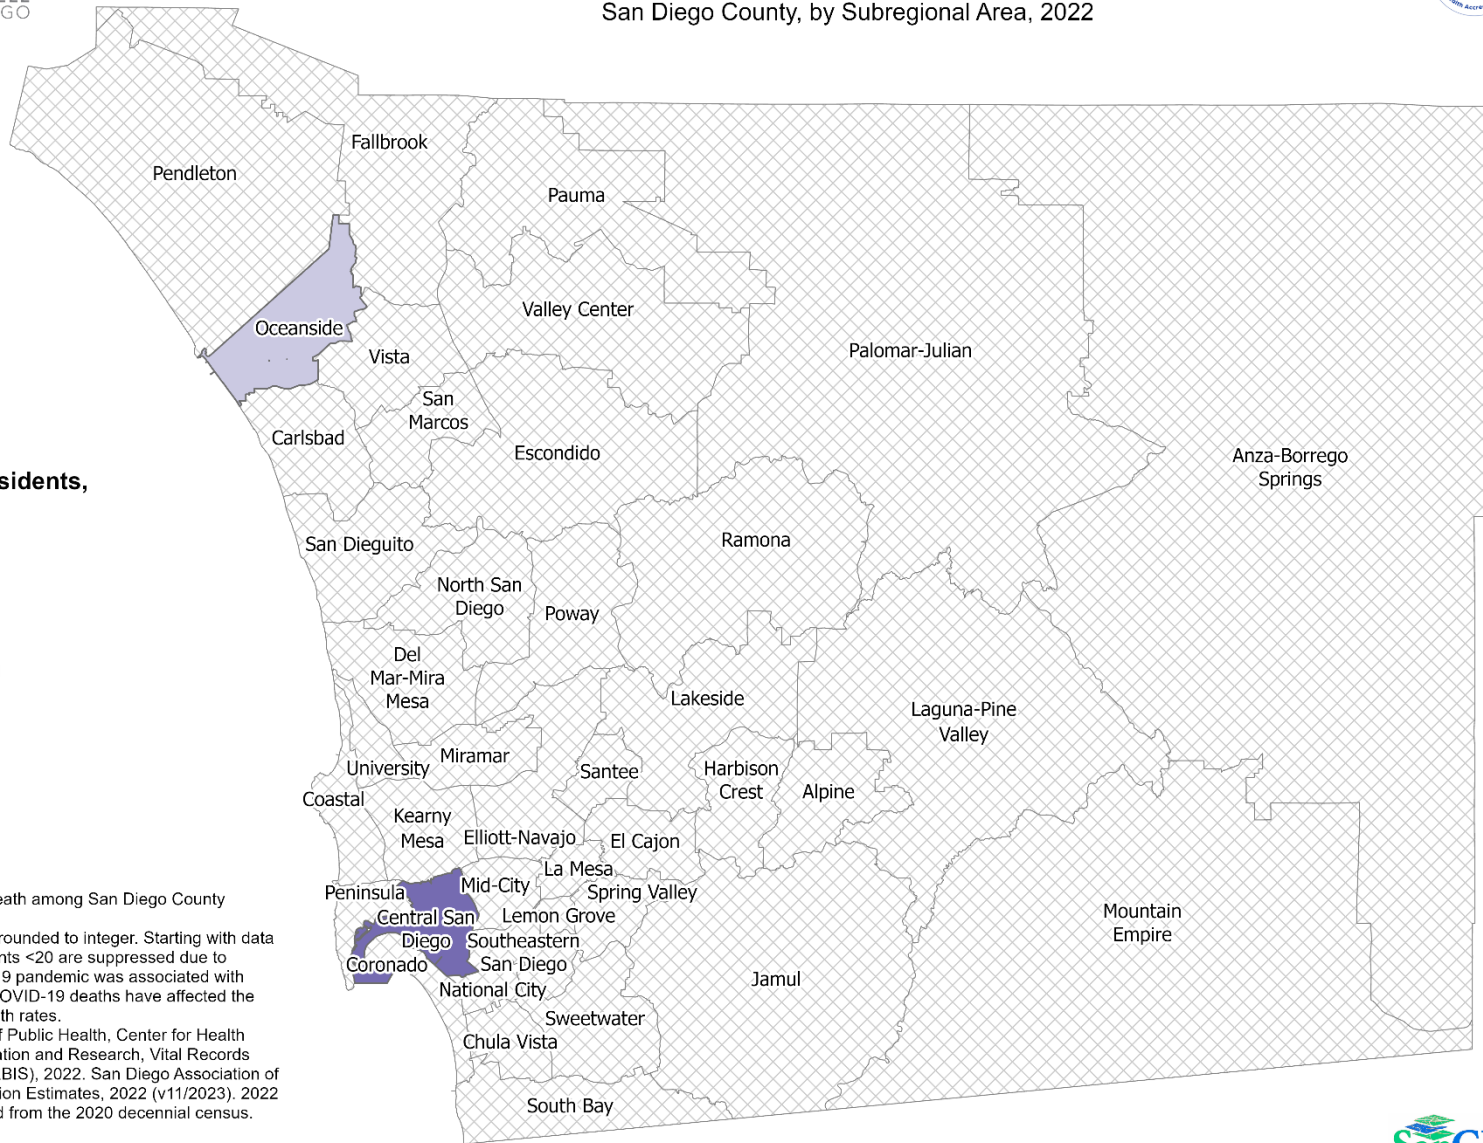 GO
San Diego County, by Subregional Area, 2022
Fallbrook
Pendleton
Pauma
Valley Center
Oceanside
Vista
Palomar-Julian
San
Marcos
Carlsbad
Escondido
Anza-Borrego
Springs
sidents,
San Dieguito
Ramona
North San
Diego
Poway
Del
Mar-Mira
Mesa
Lakeside
Laguna-Pine
Valley
Miramar
University
Santee
Harbison
Crest
Alpine
Coastal
Kearny
Mesa
Elliott-Navajo
El Cajon
La Mesa
Mid-City
Peninsula
Spring Valley
Central San
Diego
Lemon Grove
Southeastern
San Diego
Coronado
National City
Jamul
Mountain
Empire
Sweetwater
Chula Vista
South Bay
eath among San Diego County
rounded to integer. Starting with data
nts <20 are suppressed due to
9 pandemic was associated with
OVID-19 deaths have affected the
th rates.
f Public Health, Center for Health
ation and Research, Vital Records
BIS), 2022. San Diego Association of
ion Estimates, 2022 (v11/2023). 2022
d from the 2020 decennial census.